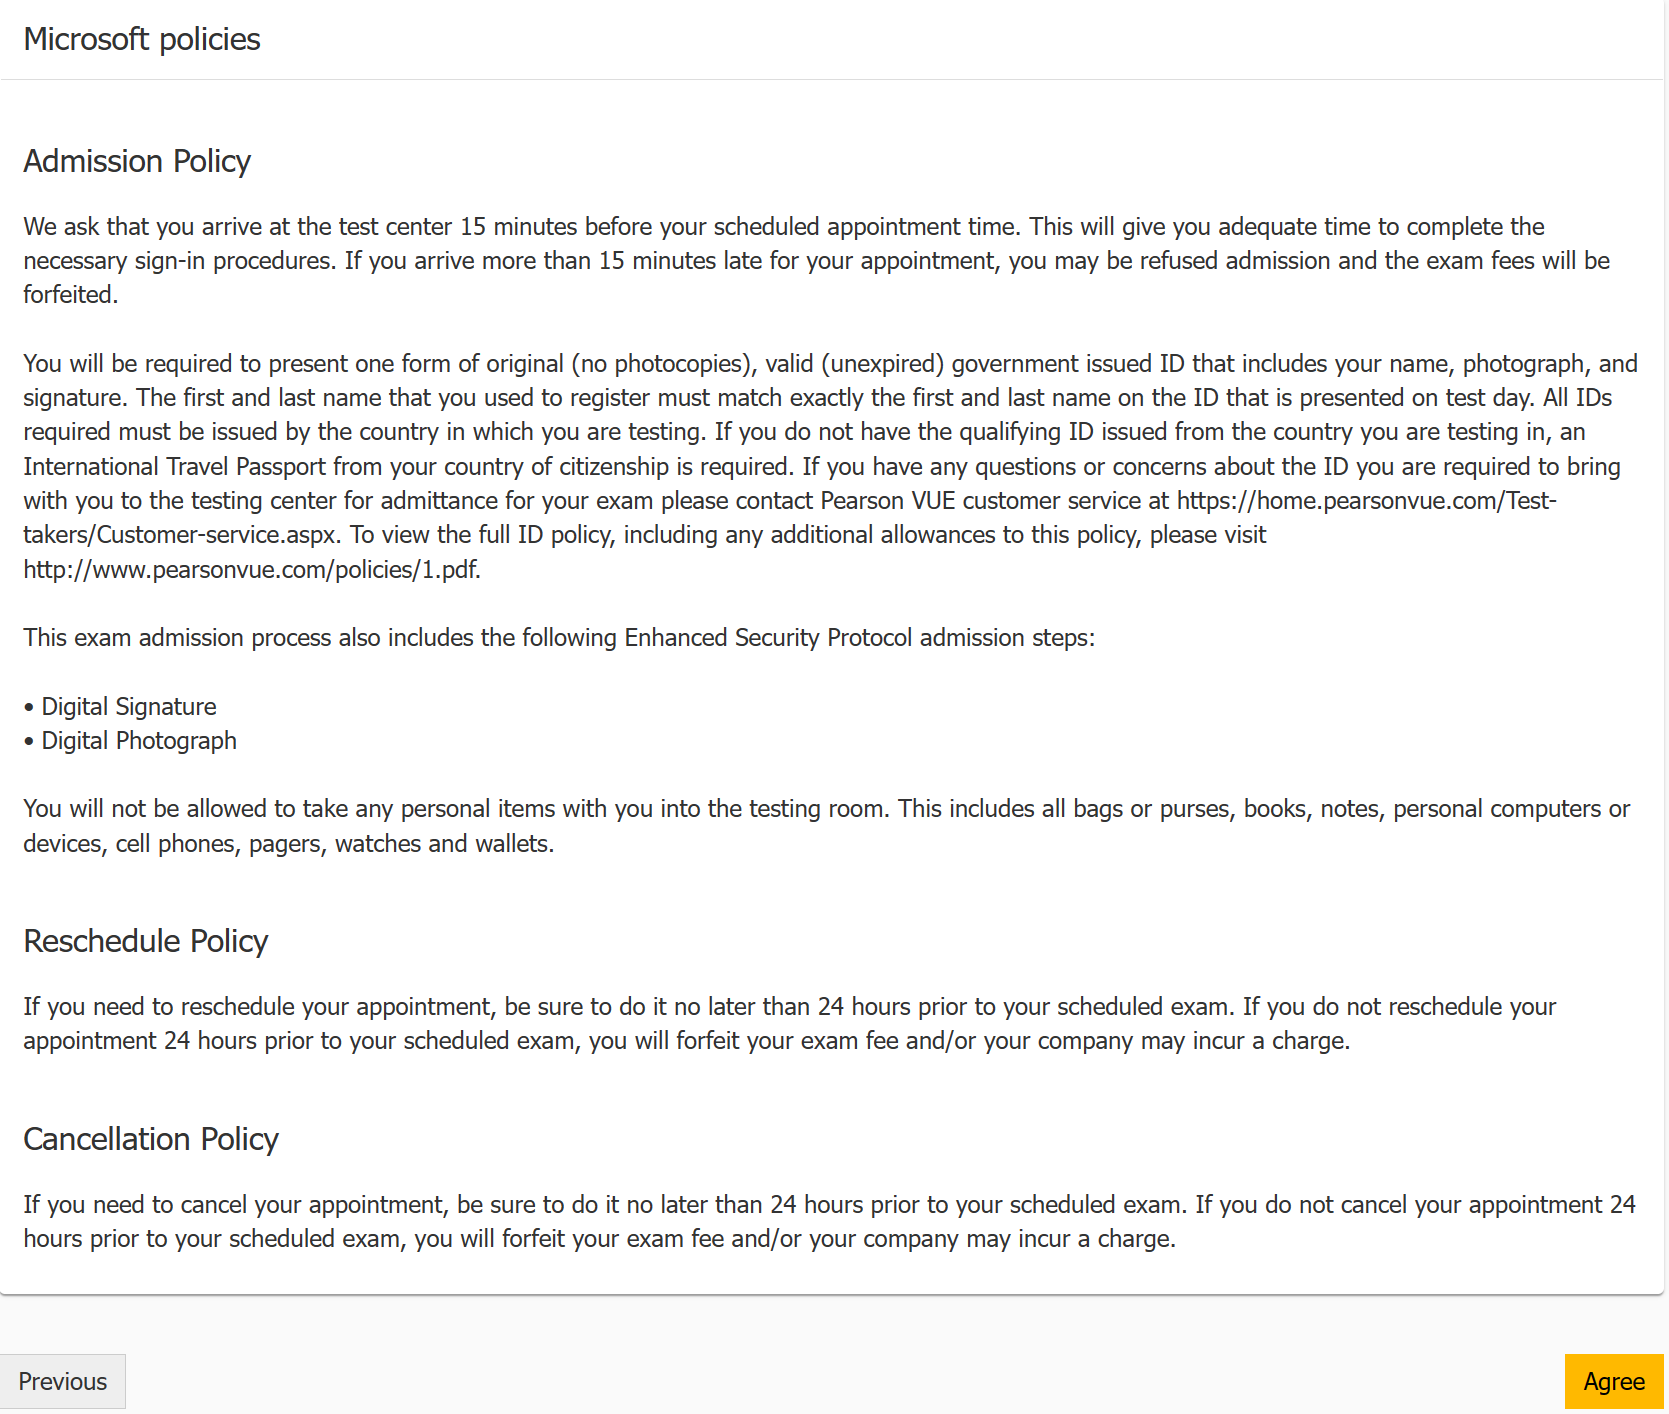 Microsoft policies
Admission Policy
We ask that you arrive at the test center 15 minutes before your scheduled appointment time. This will give you adequate time to complete the
necessary sign-in procedures. If you arrive more than 15 minutes late for your appointment, you may be refused admission and the exam fees will be
forfeited.
You will be required to present one form of original (no photocopies), valid (unexpired) government issued ID that includes your name, photograph, and
signature. The first and last name that you used to register must match exactly the first and last name on the ID that is presented on test day. All IDs
required must be issued by the country in which you are testing. If you do not have the qualifying ID issued from the country you are testing in, an
International Travel Passport from your country of citizenship is required. If you have any questions or concerns about the ID you are required to bring
with you to the testing center for admittance for your exam please contact Pearson VUE customer service at https://home.pearsonvue.com/Test-
takers/Customer-service.aspx. To view the full ID policy, including any additional allowances to this policy, please visit
http://www.pearsonvue.com/policies/1.pdf.
This exam admission process also includes the following Enhanced Security Protocol admission steps:
• Digital Signature
• Digital Photograph
You will not be allowed to take any personal items with you into the testing room. This includes all bags or purses, books, notes, personal computers or
devices, cell phones, pagers, watches and wallets.
Reschedule Policy
If you need to reschedule your appointment, be sure to do it no later than 24 hours prior to your scheduled exam. If you do not reschedule your
appointment 24 hours prior to your scheduled exam, you will forfeit your exam fee and/or your company may incur a charge.
Cancellation Policy
If you need to cancel your appointment, be sure to do it no later than 24 hours prior to your scheduled exam. If you do not cancel your appointment 24
hours prior to your scheduled exam, you will forfeit your exam fee and/or your company may incur a charge.
Previous
Agree